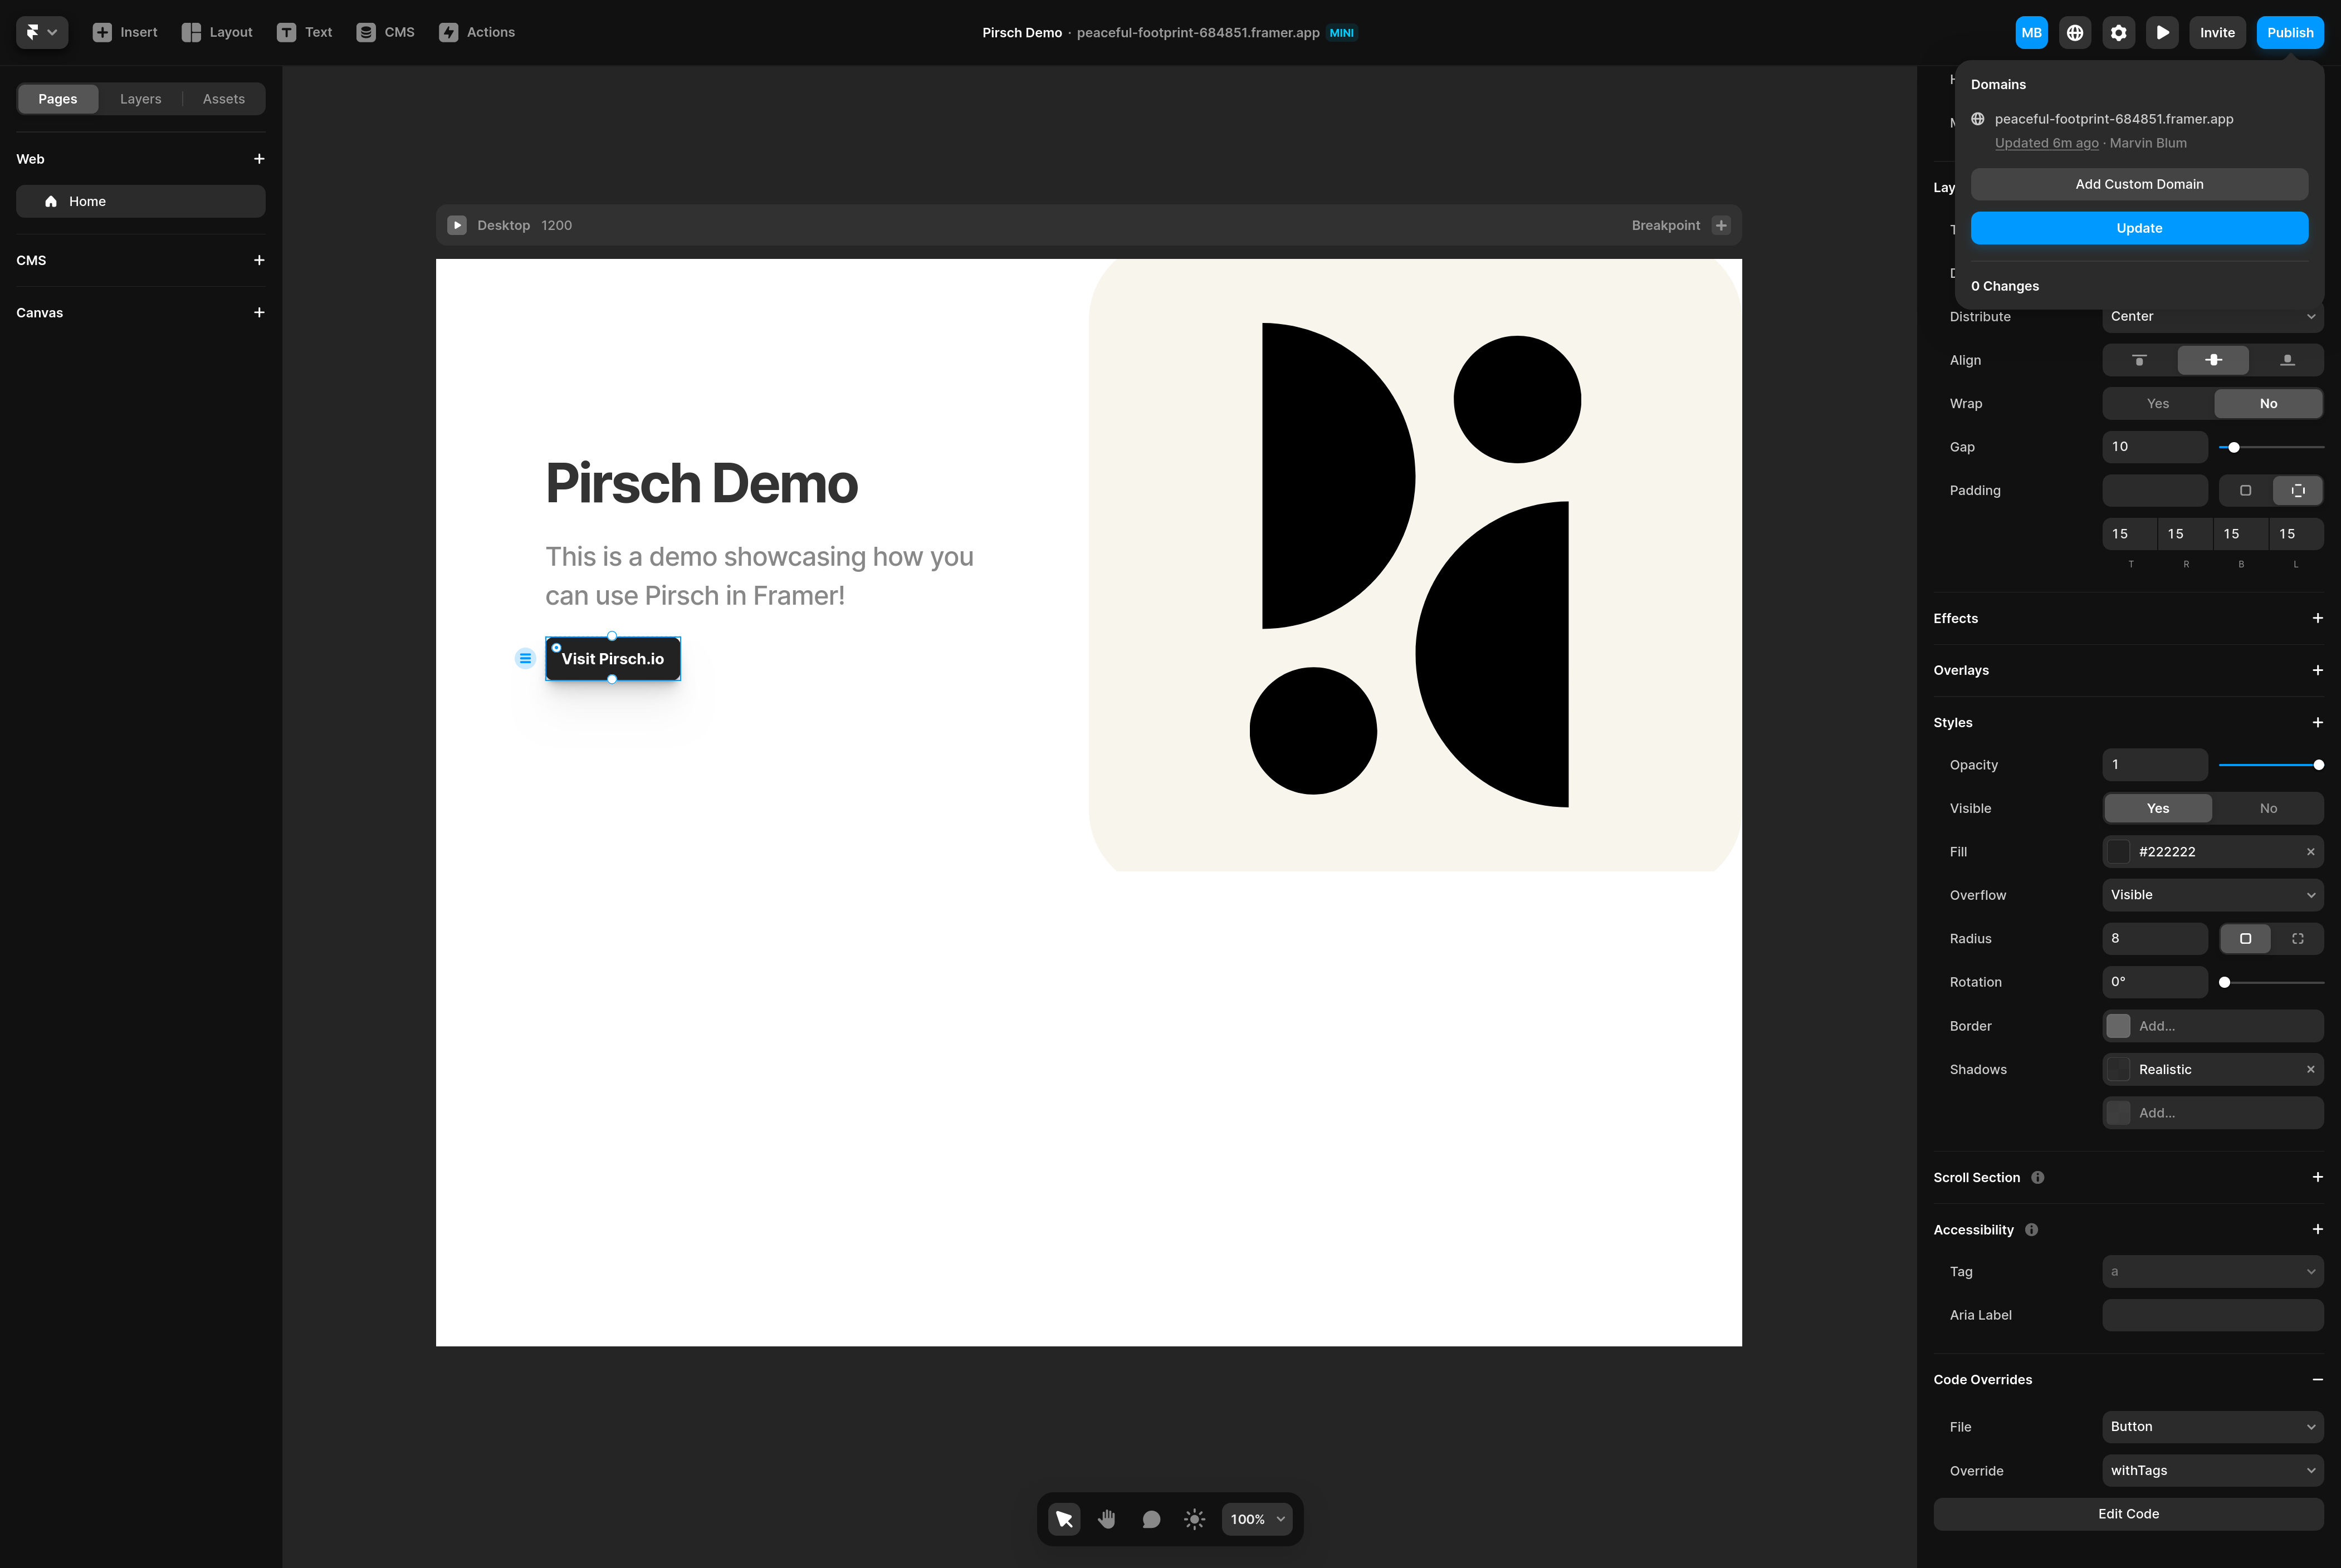 Insert
Layout
Text
CMS
Actions
Pirsch Demo · peaceful-footprint-684851.framer.app MINI
MB
Invite
Publish
Pages
Layers
Assets
Web
Home
CMS
Canvas
Desktop 1200
Breakpoint
Pirsch Demo
This is a demo showcasing how you
can use Pirsch in Framer!
Visit Pirsch.io
100%
Domains
peaceful-footprint-684851.framer.app
Updated 6m ago · Marvin Blum
Add Custom Domain
Update
0 Changes
Lay
Distribute
Center
Align
Wrap
Yes
No
Gap
10
Padding
15 15 15 15
T R B L
Effects
Overlays
Styles
Opacity
1
Visible
Yes
No
Fill
#222222
Overflow
Visible
Radius
8
Rotation
0°
Border
Add...
Shadows
Realistic
Add...
Scroll Section
Accessibility
Tag
a
Aria Label
Code Overrides
File
Button
Override
withTags
Edit Code